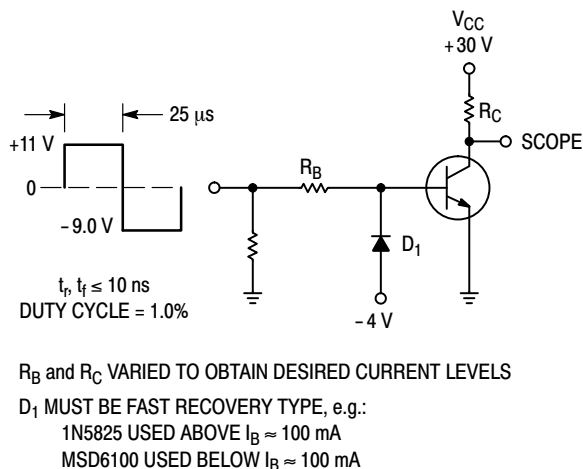 V_CC
+30 V
25 μs
R_C
+11 V
SCOPE
R_B
0
D_1
−9.0 V
−4 V
t_r, t_f ≤ 10 ns
DUTY CYCLE = 1.0%
R_B and R_C VARIED TO OBTAIN DESIRED CURRENT LEVELS
D_1 MUST BE FAST RECOVERY TYPE, e.g.:
1N5825 USED ABOVE I_B ≈ 100 mA
MSD6100 USED BELOW I_B ≈ 100 mA